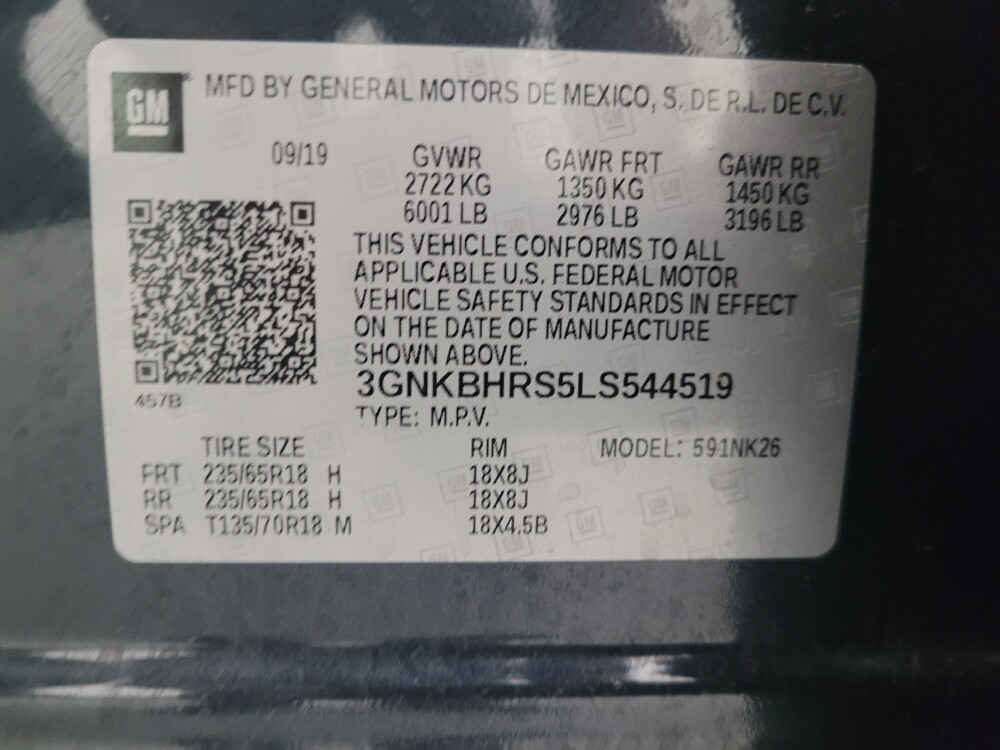 GM
MFD BY GENERAL MOTORS DE MEXICO, S. DE R.L. DE C.V.
09/19 GVWR GAWR FRT GAWR RR
2722 KG 1350 KG 1450 KG
6001 LB 2976 LB 3196 LB
THIS VEHICLE CONFORMS TO ALL
APPLICABLE U.S. FEDERAL MOTOR
VEHICLE SAFETY STANDARDS IN EFFECT
ON THE DATE OF MANUFACTURE
SHOWN ABOVE.
3GNKBHRS5LS544519
457B
TYPE: M.P.V.
TIRE SIZE RIM MODEL: 591NK26
FRT 235/65R18 H 18X8J
RR 235/65R18 H 18X8J
SPA T135/70R18 M 18X4.5B